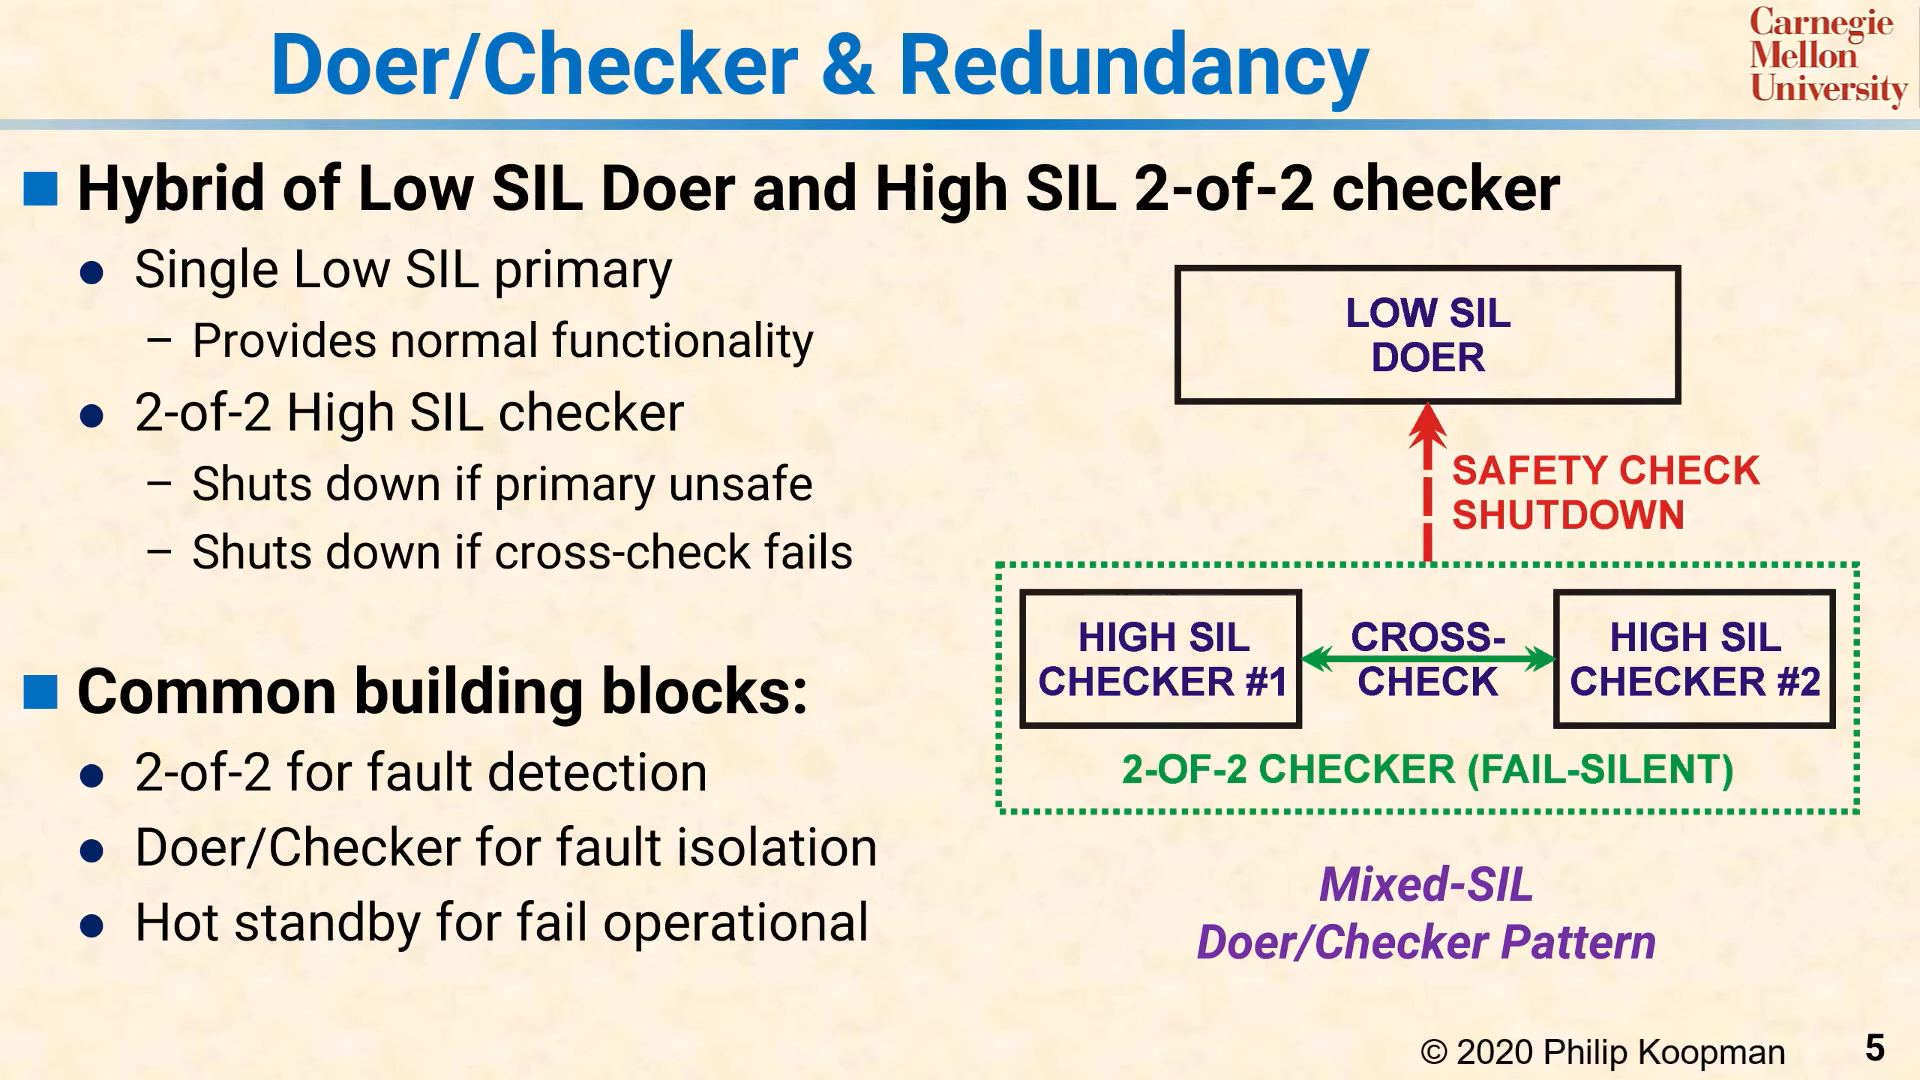 Doer/Checker & Redundancy
Carnegie
Mellon
University
Hybrid of Low SIL Doer and High SIL 2-of-2 checker
Single Low SIL primary
– Provides normal functionality
2-of-2 High SIL checker
– Shuts down if primary unsafe
– Shuts down if cross-check fails
Common building blocks:
2-of-2 for fault detection
Doer/Checker for fault isolation
Hot standby for fail operational
LOW SIL
DOER
SAFETY CHECK
SHUTDOWN
HIGH SIL
CHECKER #1
CROSS-
CHECK
HIGH SIL
CHECKER #2
2-OF-2 CHECKER (FAIL-SILENT)
Mixed-SIL
Doer/Checker Pattern
© 2020 Philip Koopman
5